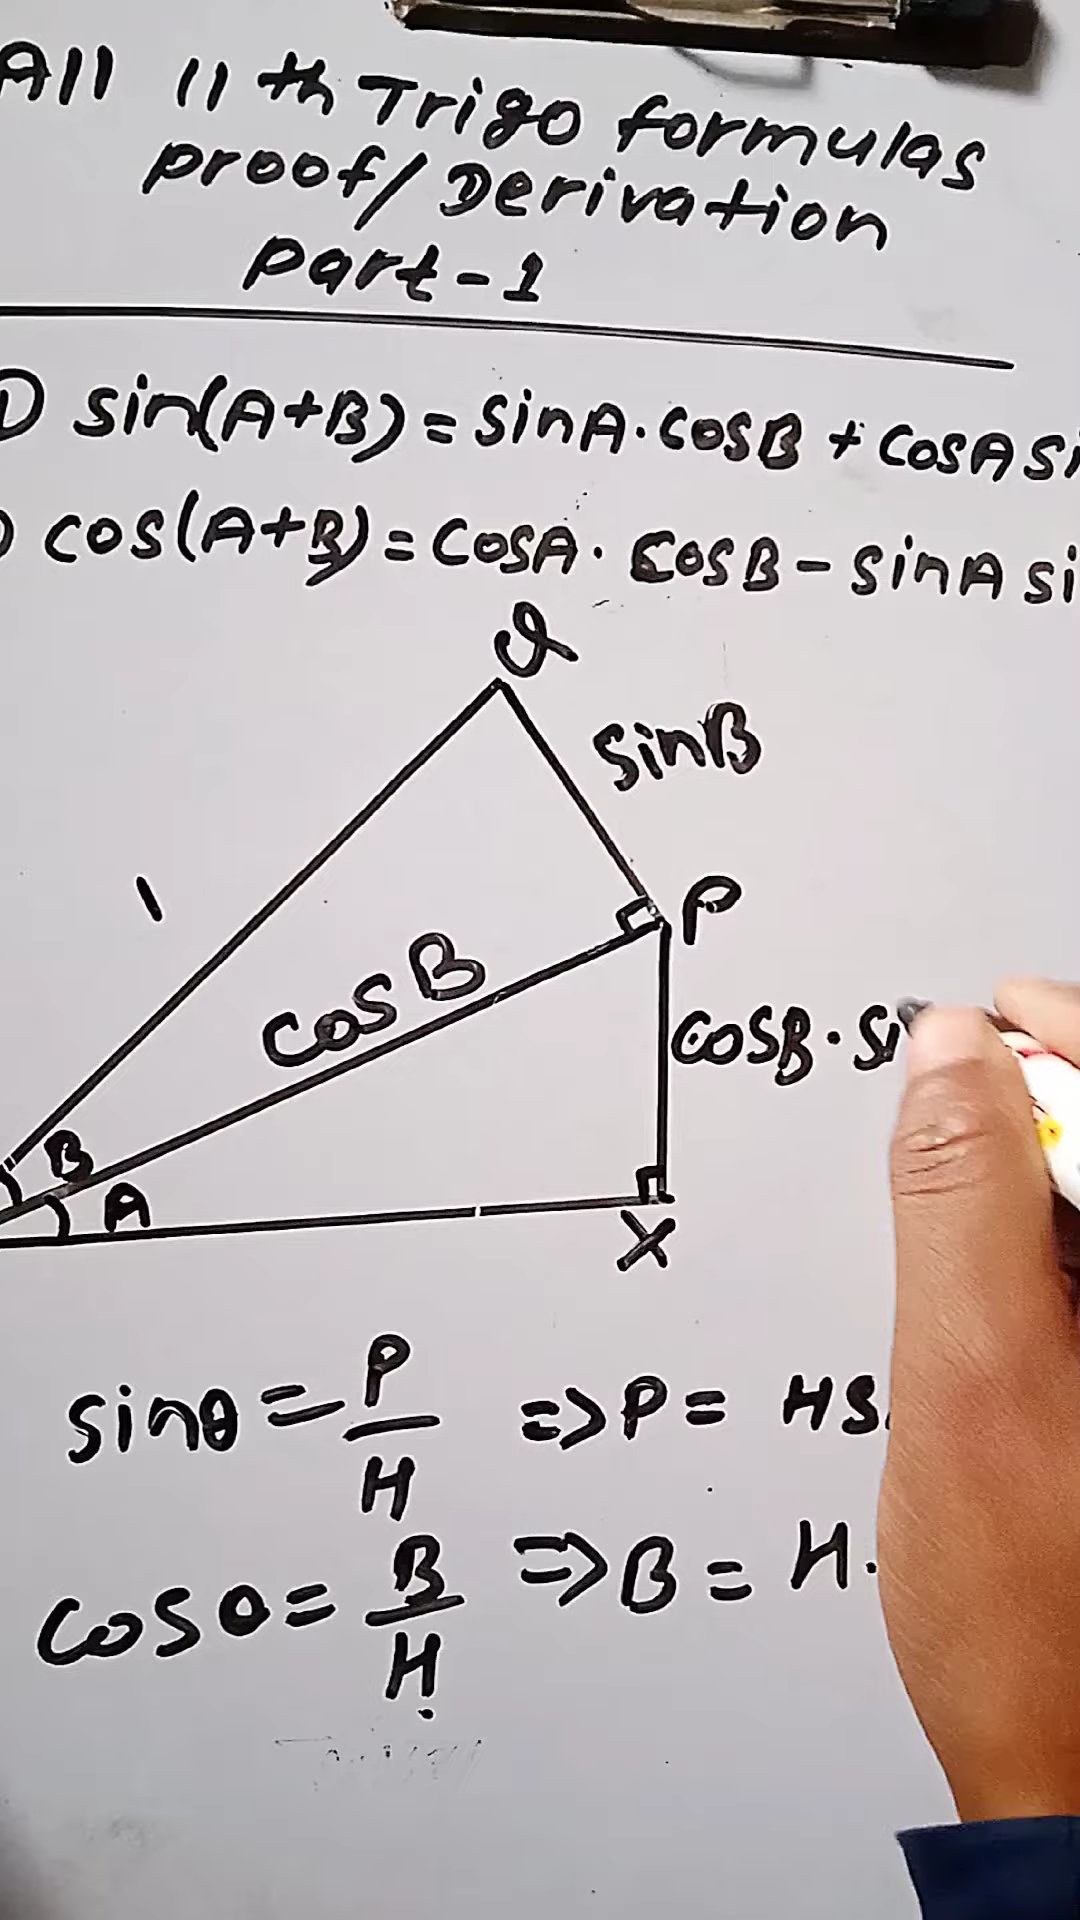 All 11th Trigo formulas
proof/Derivation
part-1
sin(A+B)=sinA.cosB + cosA
cos(A+B)=cosA. cosB - sinA
Q
sinB
1
P
cosB
cosB.
B
A
X
sinθ = P/H => P = H
cosθ = B/H => B = H.